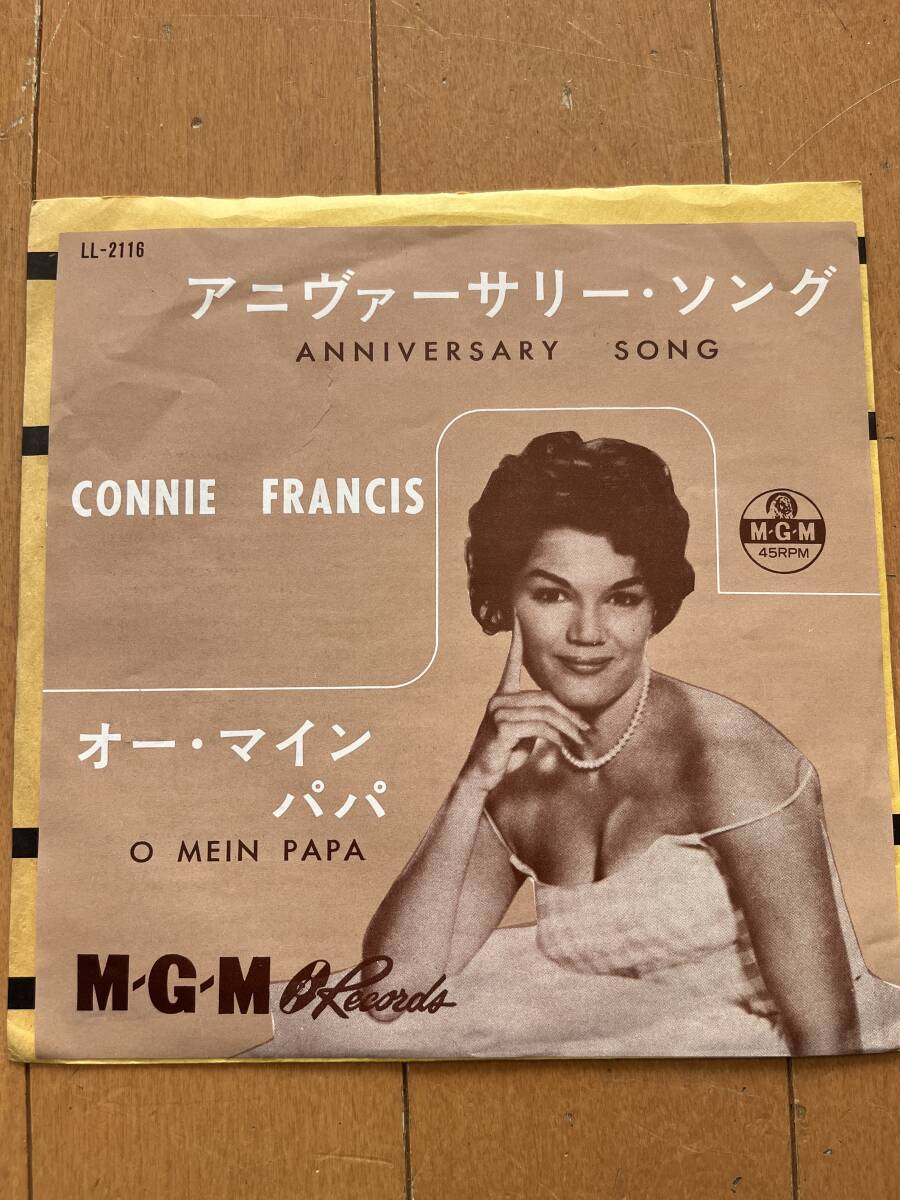 LL-2116
アニヴァーサリー・ソング
ANNIVERSARY SONG
CONNIE FRANCIS
M-G-M
45RPM
オー・マイン
パパ
O MEIN PAPA
M-G-M Records